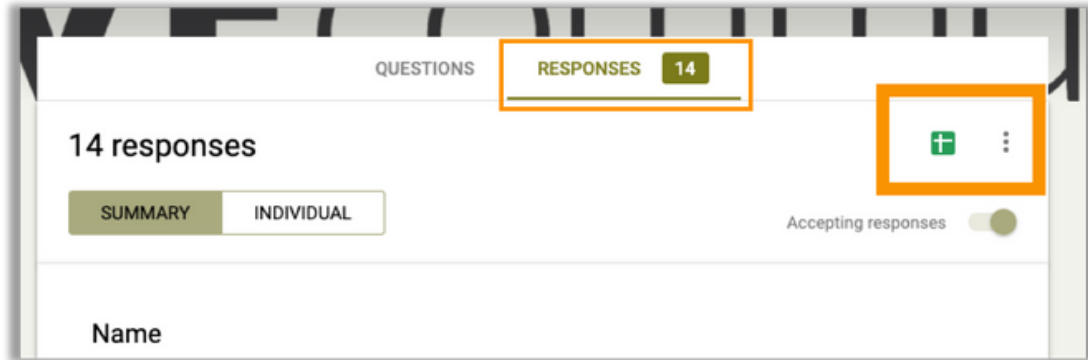 QUESTIONS RESPONSES 14
14 responses
SUMMARY INDIVIDUAL
Accepting responses
Name